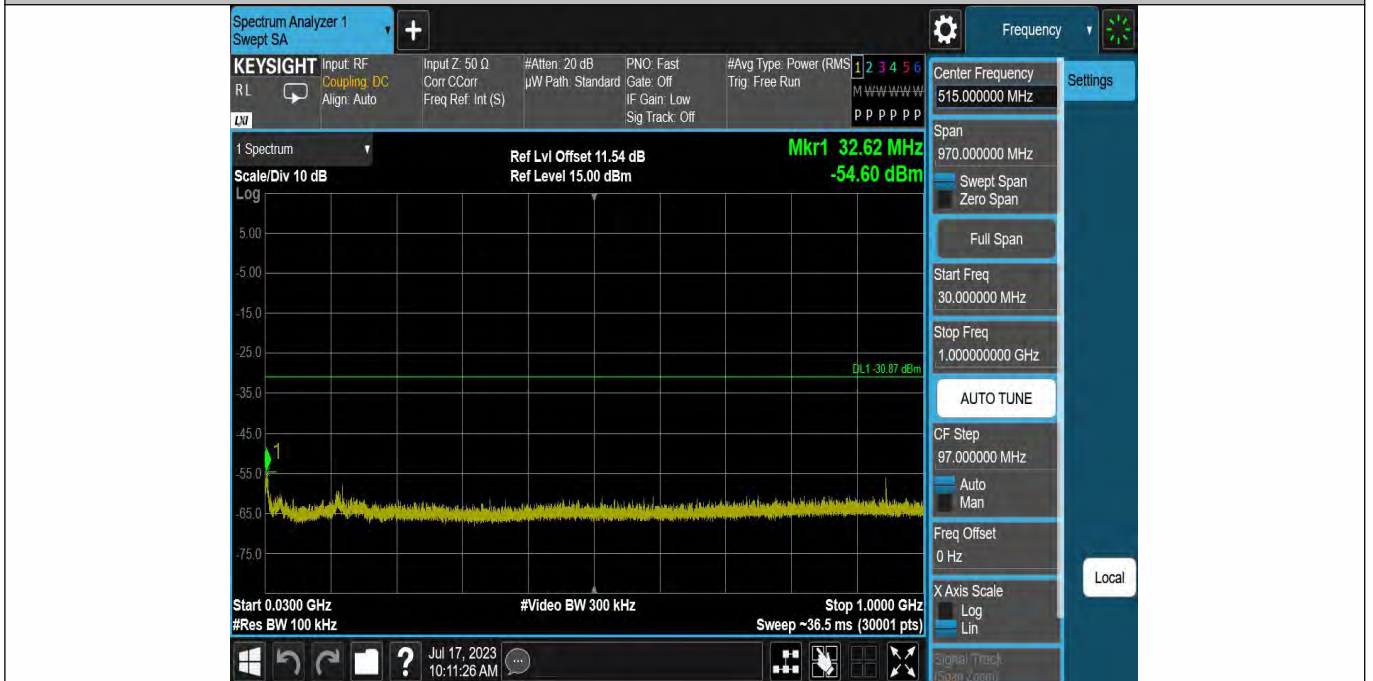 Spectrum Analyzer 1
Swept SA
+
Frequency
KEYSIGHT
RL
LXI
Input: RF
Coupling: DC
Align: Auto
Input Z: 50 Ω
Corr CCorr
Freq Ref: Int (S)
#Atten: 20 dB
µW Path: Standard
PNO: Fast
Gate: Off
IF Gain: Low
Sig Track: Off
#Avg Type: Power (RMS
Trig: Free Run
1 2 3 4 5 6
M W W W W W
P P P P P P
1 Spectrum
Scale/Div 10 dB
Log
Ref Lvl Offset 11.54 dB
Ref Level 15.00 dBm
Mkr1 32.62 MHz
-54.60 dBm
5.00
-5.00
-15.0
-25.0
DL1 -30.87 dBm
-35.0
-45.0
1
-55.0
-65.0
-75.0
Start 0.0300 GHz
#Res BW 100 kHz
#Video BW 300 kHz
Stop 1.0000 GHz
Sweep ~36.5 ms (30001 pts)
?
Jul 17, 2023
10:11:26 AM
Center Frequency
515.000000 MHz
Settings
Span
970.000000 MHz
Swept Span
Zero Span
Full Span
Start Freq
30.000000 MHz
Stop Freq
1.000000000 GHz
AUTO TUNE
CF Step
97.000000 MHz
Auto
Man
Freq Offset
0 Hz
Local
X Axis Scale
Log
Lin
Signal Track
(Span Zoom)